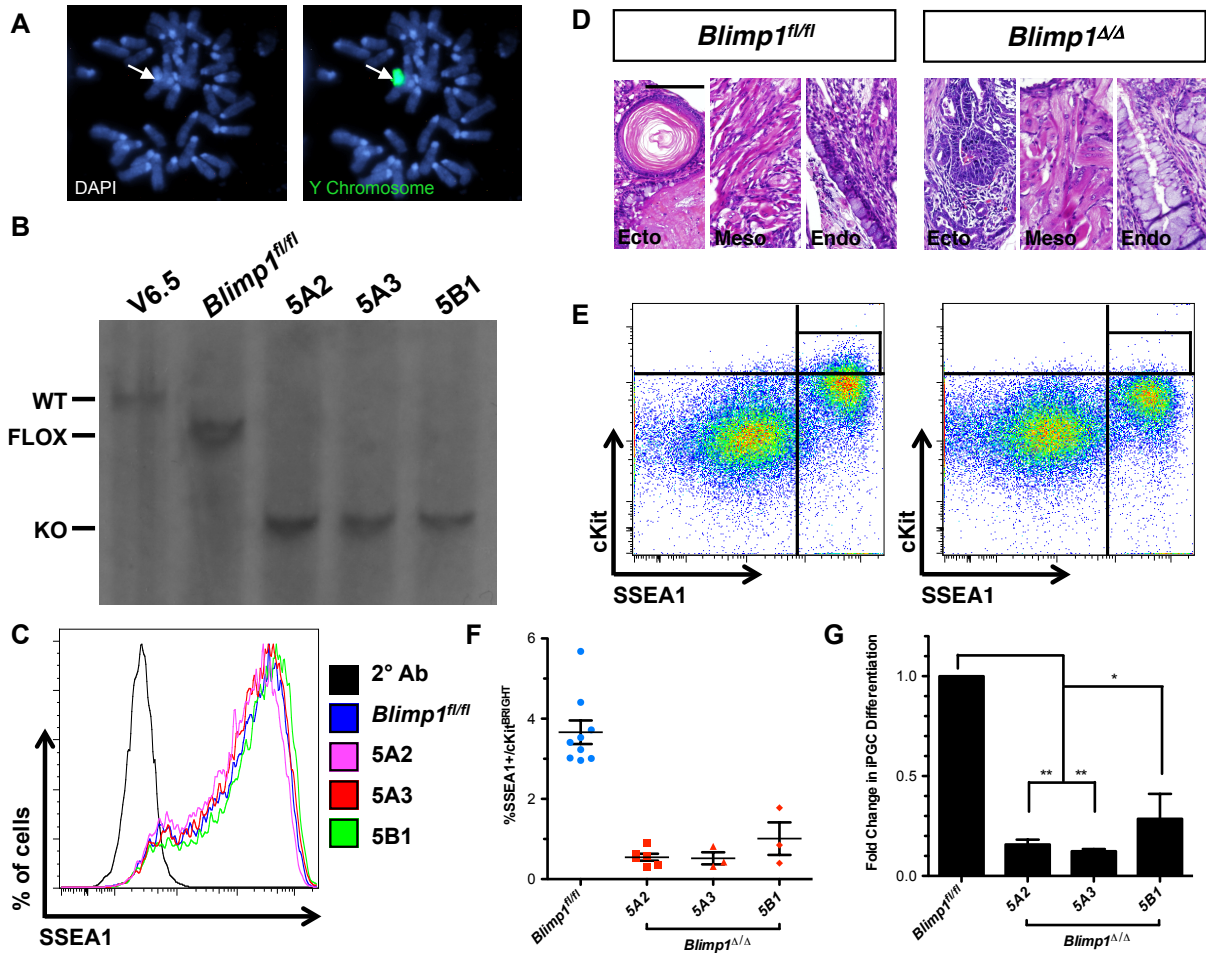 A
DAPI
Y Chromosome
B
V6.5
Blimp1fl/fl
5A2
5A3
5B1
WT
FLOX
KO
C
% of cells
SSEA1
2° Ab
Blimp1fl/fl
5A2
5A3
5B1
D
Blimp1fl/fl
Blimp1Δ/Δ
Ecto
Meso
Endo
Ecto
Meso
Endo
E
cKit
SSEA1
cKit
SSEA1
F
%SSEA1+/cKitBRIGHT
6
4
2
0
Blimp1fl/fl
5A2
5A3
5B1
Blimp1Δ/Δ
G
Fold Change in iPGC Differentiation
1.0
0.5
0.0
*
**
**
Blimp1fl/fl
5A2
5A3
5B1
Blimp1Δ/Δ